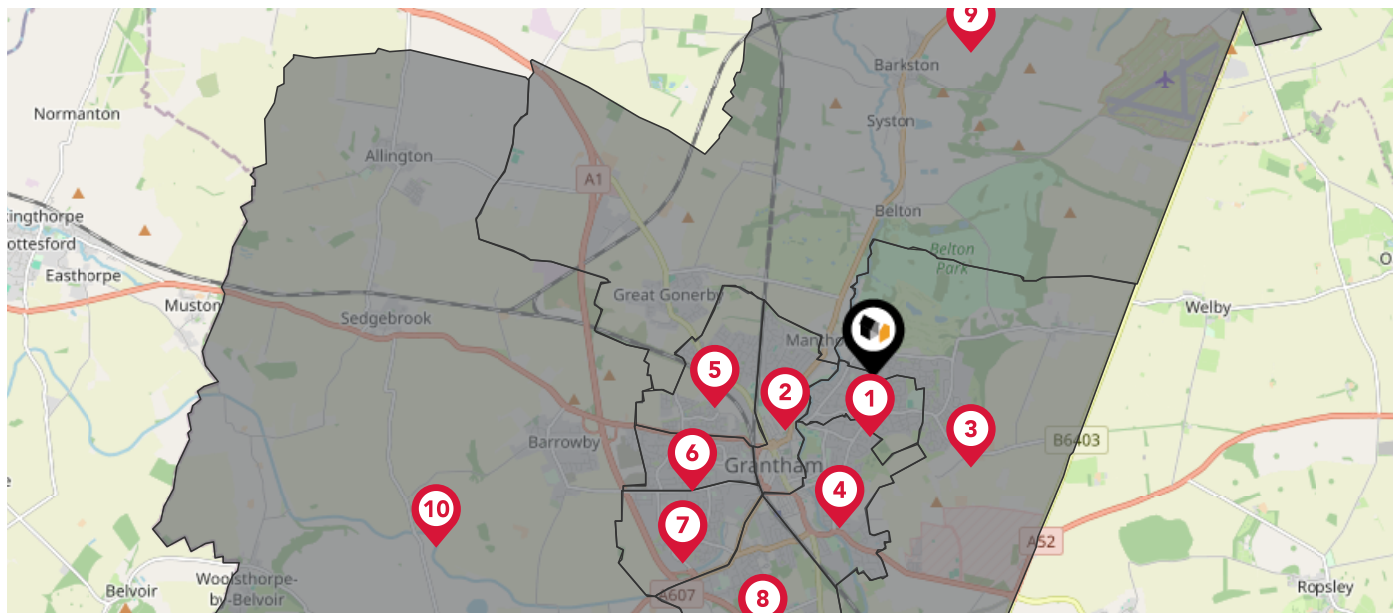 9
Barkston
Normanton
Syston
Allington
A1
Belton
Belton
Park
ottesford
Easthorpe
Great Gonerby
Muston
Welby
Sedgebrook
5
2
1
3
B6403
Barrowby
6
Grantham
4
10
7
A52
Woolsthorpe-
by-Belvoir
Belvoir
Ropsley
A607
8